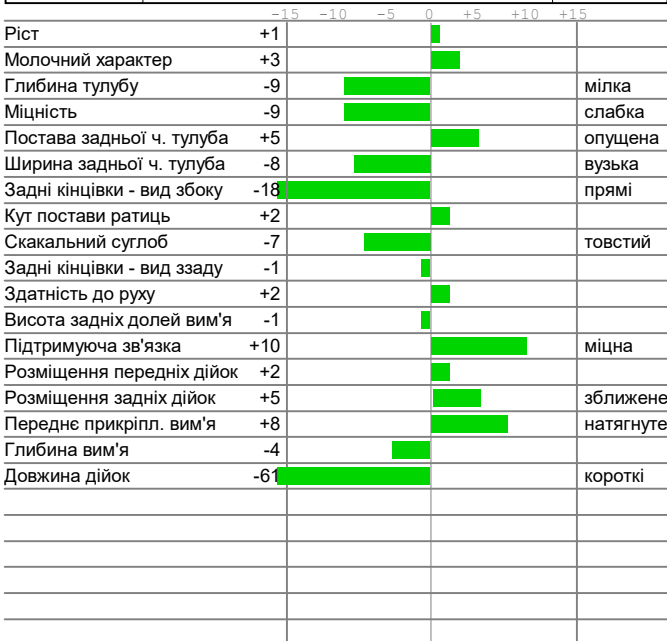 -15 -10 -5 0 +5 +10 +15
Ріст +1
Молочний характер +3
Глибина тулубу -9 мілка
Міцність -9 слабка
Постава задньої ч. тулуба +5 опущена
Ширина задньої ч. тулуба -8 вузька
Задні кінцівки - вид збоку -18 прямі
Кут постави ратиць +2
Скакальний суглоб -7 товстий
Задні кінцівки - вид ззаду -1
Здатність до руху +2
Висота задніх долей вим'я -1
Підтримуюча зв'язка +10 міцна
Розміщення передніх дійок +2
Розміщення задніх дійок +5 зближене
Переднє прикріпл. вим'я +8 натягнуте
Глибина вим'я -4
Довжина дійок -61 короткі